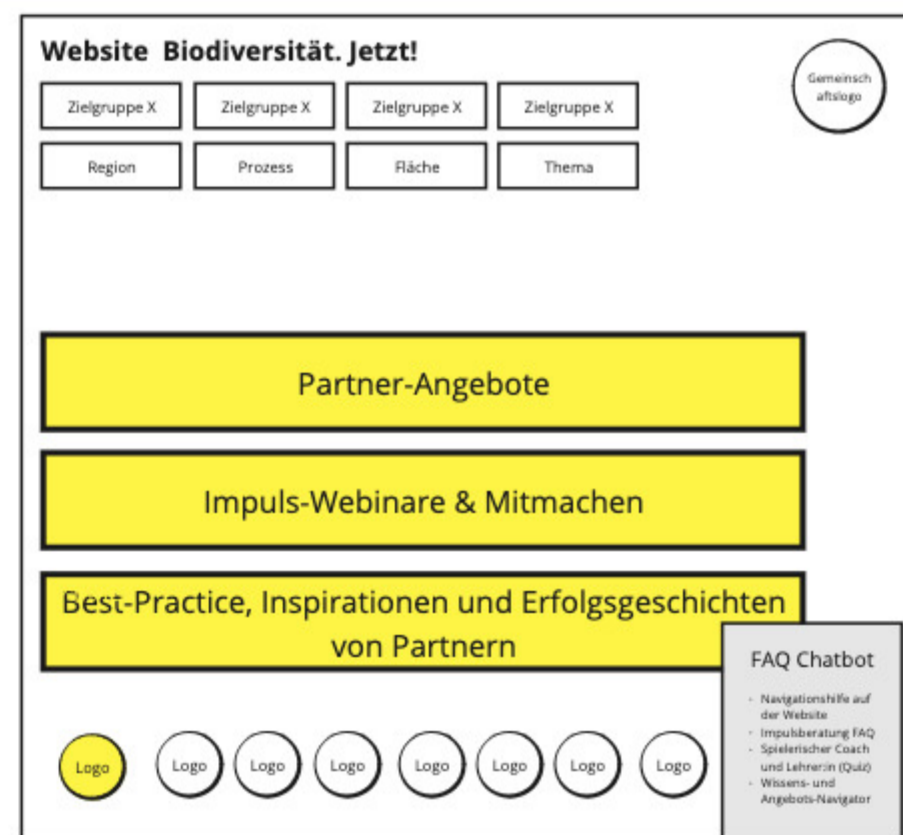 Website Biodiversität. Jetzt!
Gemeinsch
aftslogo
Zielgruppe X
Zielgruppe X
Zielgruppe X
Zielgruppe X
Region
Prozess
Fläche
Thema
Partner-Angebote
Impuls-Webinare & Mitmachen
Best-Practice, Inspirationen und Erfolgsgeschichten
von Partnern
FAQ Chatbot
- Navigationshilfe auf
der Website
- Impulsberatung FAQ
- Spielerischer Coach
und Lehrer:in (Quiz)
- Wissens- und
Angebots-Navigator
Logo
Logo
Logo
Logo
Logo
Logo
Logo
Logo